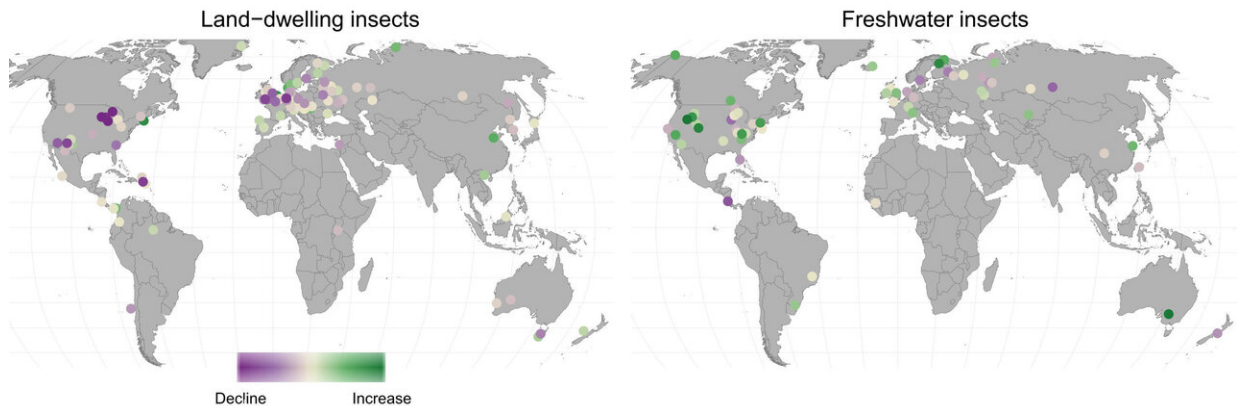 Land-dwelling insects
Freshwater insects
Decline
Increase